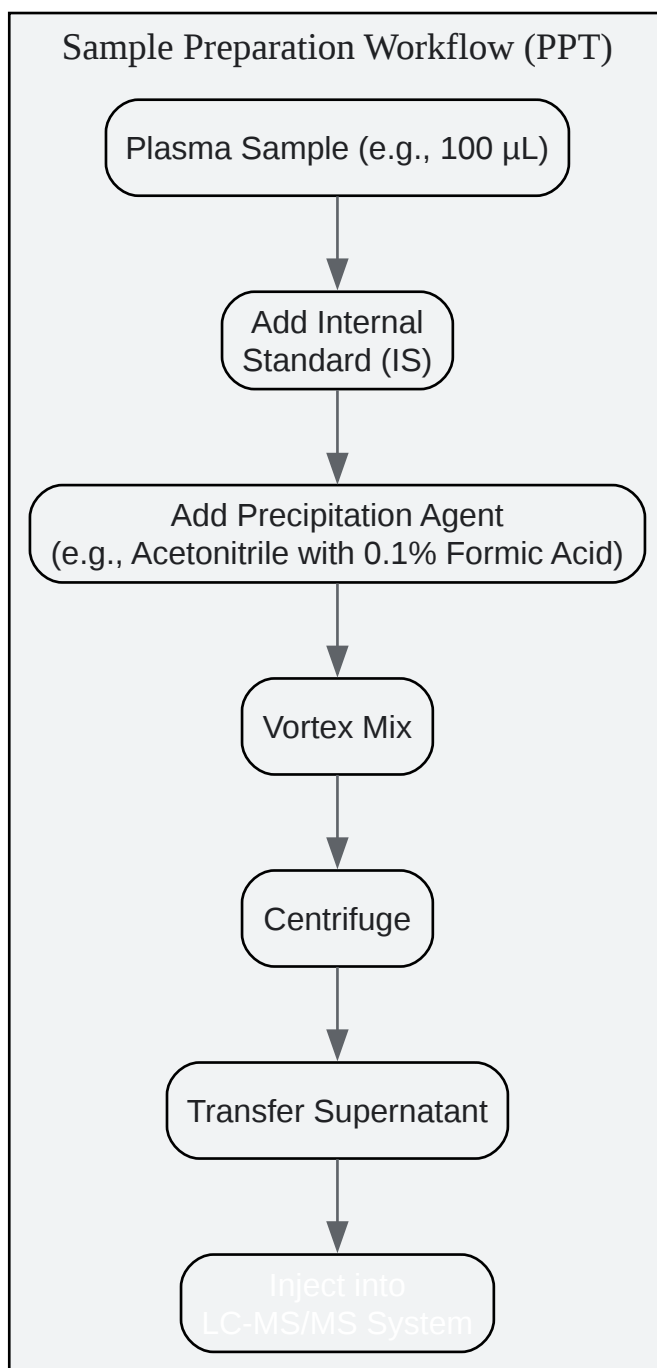 Sample Preparation Workflow (PPT)
Plasma Sample (e.g., 100 µL)
Add Internal
Standard (IS)
Add Precipitation Agent
(e.g., Acetonitrile with 0.1% Formic Acid)
Vortex Mix
Centrifuge
Transfer Supernatant
Inject into
LC-MS/MS System